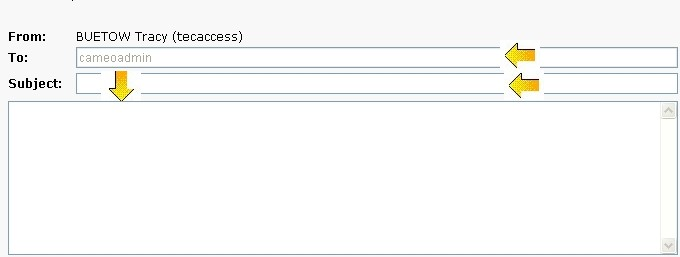 From: BUETOW Tracy (tecaccess)
To: cameoadmin
Subject: